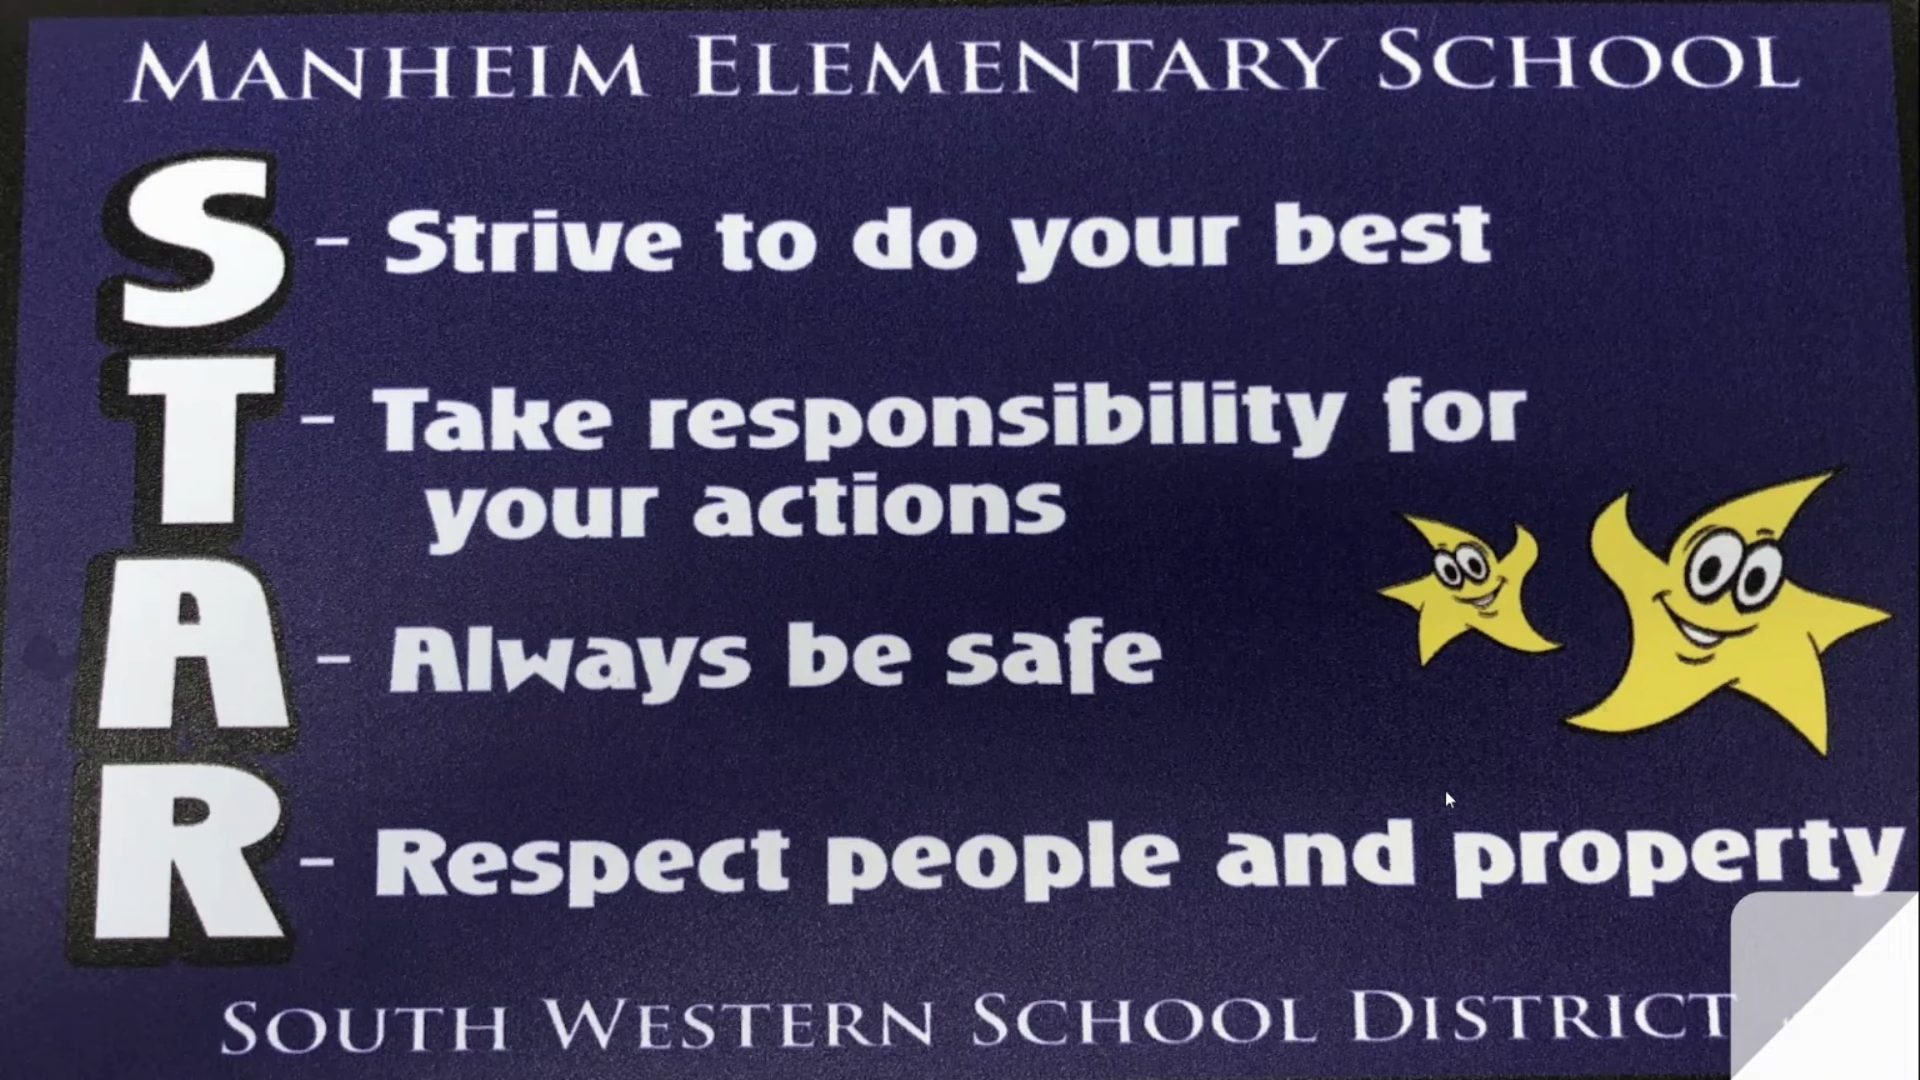 MANHEIM ELEMENTARY SCHOOL
S - Strive to do your best
T - Take responsibility for
your actions
A - Always be safe
R - Respect people and property
SOUTH WESTERN SCHOOL DISTRICT